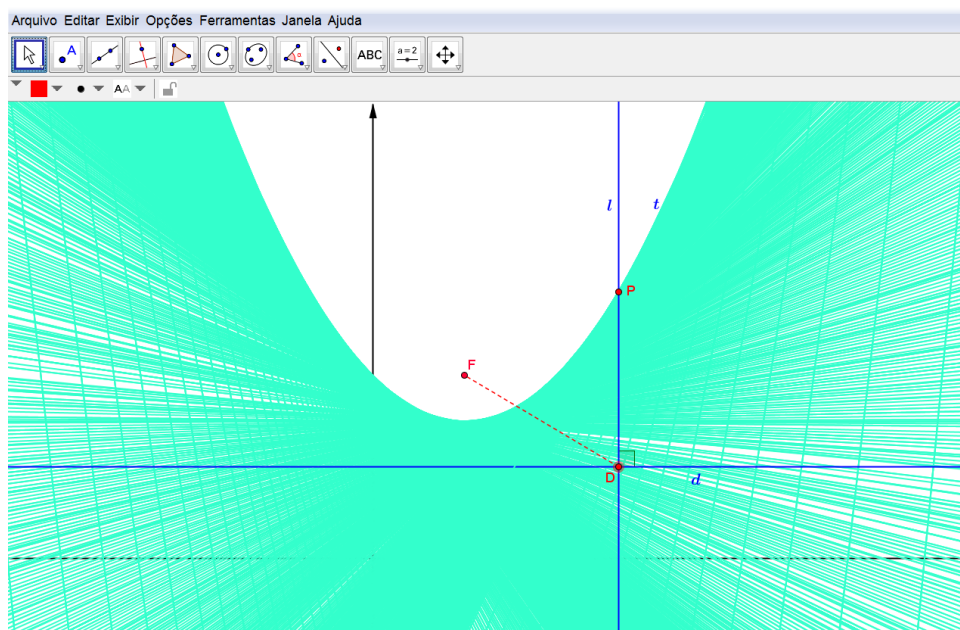 Arquivo Editar Exibir Opções Ferramentas Janela Ajuda
A ABC a=2
AA
l t
P
F
D
d